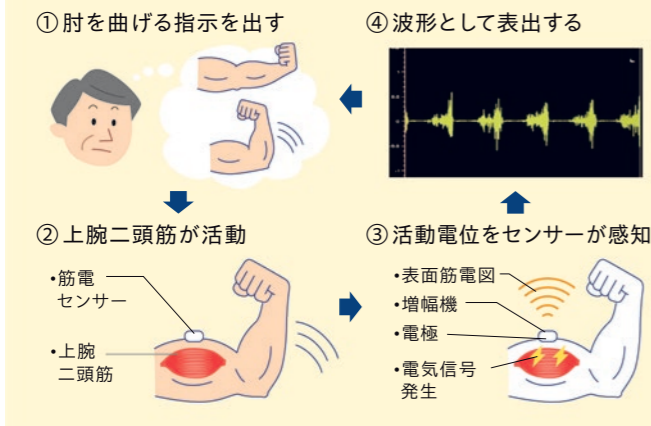 ①肘を曲げる指示を出す
④波形として表出する
②上腕二頭筋が活動
・筋電
センサー
・上腕
二頭筋
③活動電位をセンサーが感知
・表面筋電図
・増幅機
・電極
・電気信号
発生